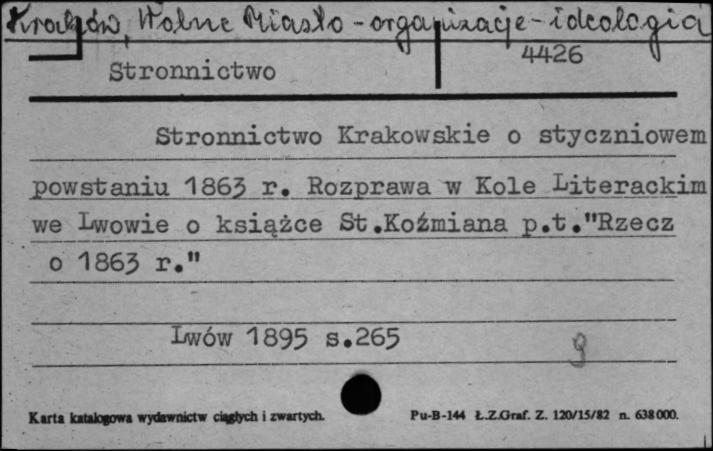 Kraków, Wolne Miasto - organizacje - ideologia
4426
Stronnictwo
Stronnictwo Krakowskie o styczniowem
powstaniu 1863 r. Rozprawa w Kole Literackim
we Lwowie o książce St.Koźmiana p.t."Rzecz
o 1863 r."
Lwów 1895 s.265
Karta katalogowa wydawnictw ciągłych i zwartych.
Pu-B-144 Ł.Z.Graf. Z. 120/15/82 n. 638000.